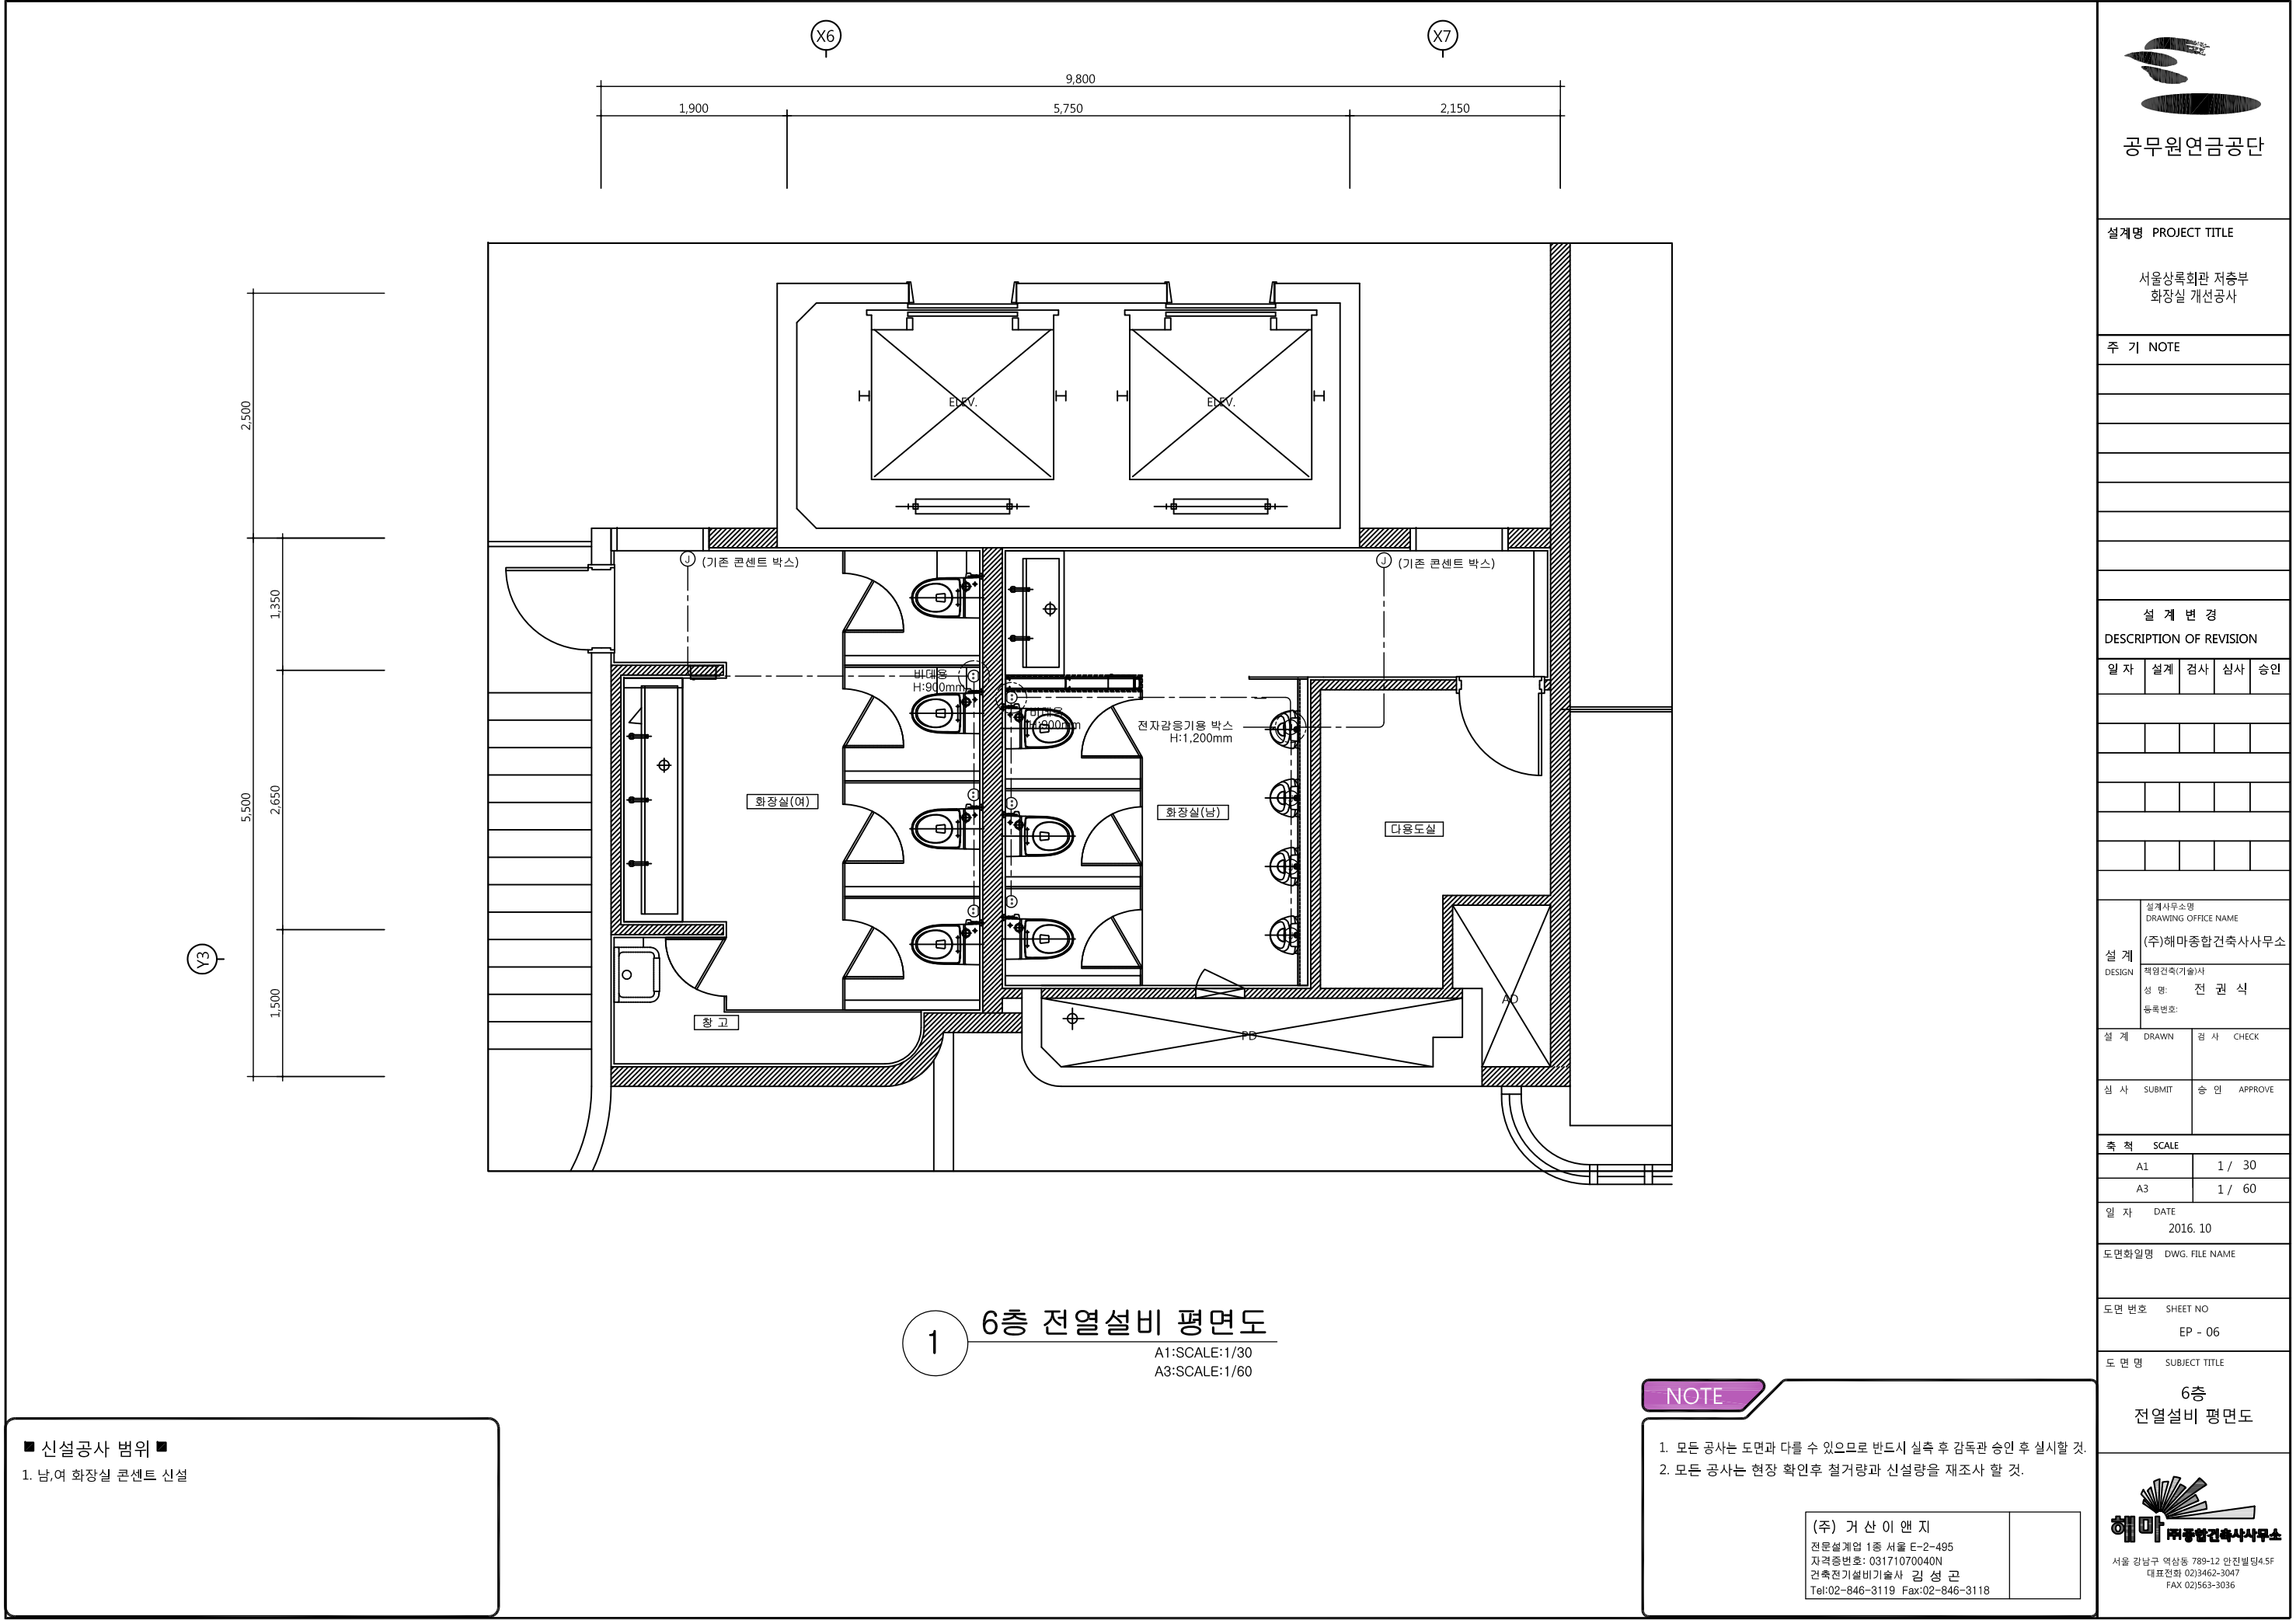 X6
X7
9,800
1,900
5,750
2,150
2,500
5,500
1,350
2,650
1,500
Y3
ELEV.
ELEV.
J
(기존 콘센트 박스)
J
(기존 콘센트 박스)
비데용
H:900mm
비데용
H:900mm
전자감응기용 박스
H:1,200mm
화장실(여)
화장실(남)
다용도실
창 고
PD
AD
1
6층 전열설비 평면도
A1:SCALE:1/30
A3:SCALE:1/60
■ 신설공사 범위 ■
1. 남,여 화장실 콘센트 신설
NOTE
1. 모든 공사는 도면과 다를 수 있으므로 반드시 실측 후 감독관 승인 후 실시할 것.
2. 모든 공사는 현장 확인후 철거량과 신설량을 재조사 할 것.
(주) 거 산 이 앤 지
전문설계업 1종 서울 E-2-495
자격증번호: 03171070040N
건축전기설비기술사 김 성 곤
Tel:02-846-3119 Fax:02-846-3118
공무원연금공단
설계명 PROJECT TITLE
서울상록회관 저층부
화장실 개선공사
주 기 NOTE
설 계 변 경
DESCRIPTION OF REVISION
일 자 설계 검사 심사 승인
설계사무소명
DRAWING OFFICE NAME
(주)해마종합건축사사무소
설 계
DESIGN
책임건축(기술)사
성 명: 전 권 식
등록번호:
설 계 DRAWN 검 사 CHECK
심 사 SUBMIT 승 인 APPROVE
축 척 SCALE
A1 1 / 30
A3 1 / 60
일 자 DATE
2016. 10
도면화일명 DWG. FILE NAME
도면 번호 SHEET NO
EP - 06
도 면 명 SUBJECT TITLE
6층
전열설비 평면도
해마 ㈜종합건축사사무소
서울 강남구 역삼동 789-12 안진빌딩4.5F
대표전화 02)3462-3047
FAX 02)563-3036